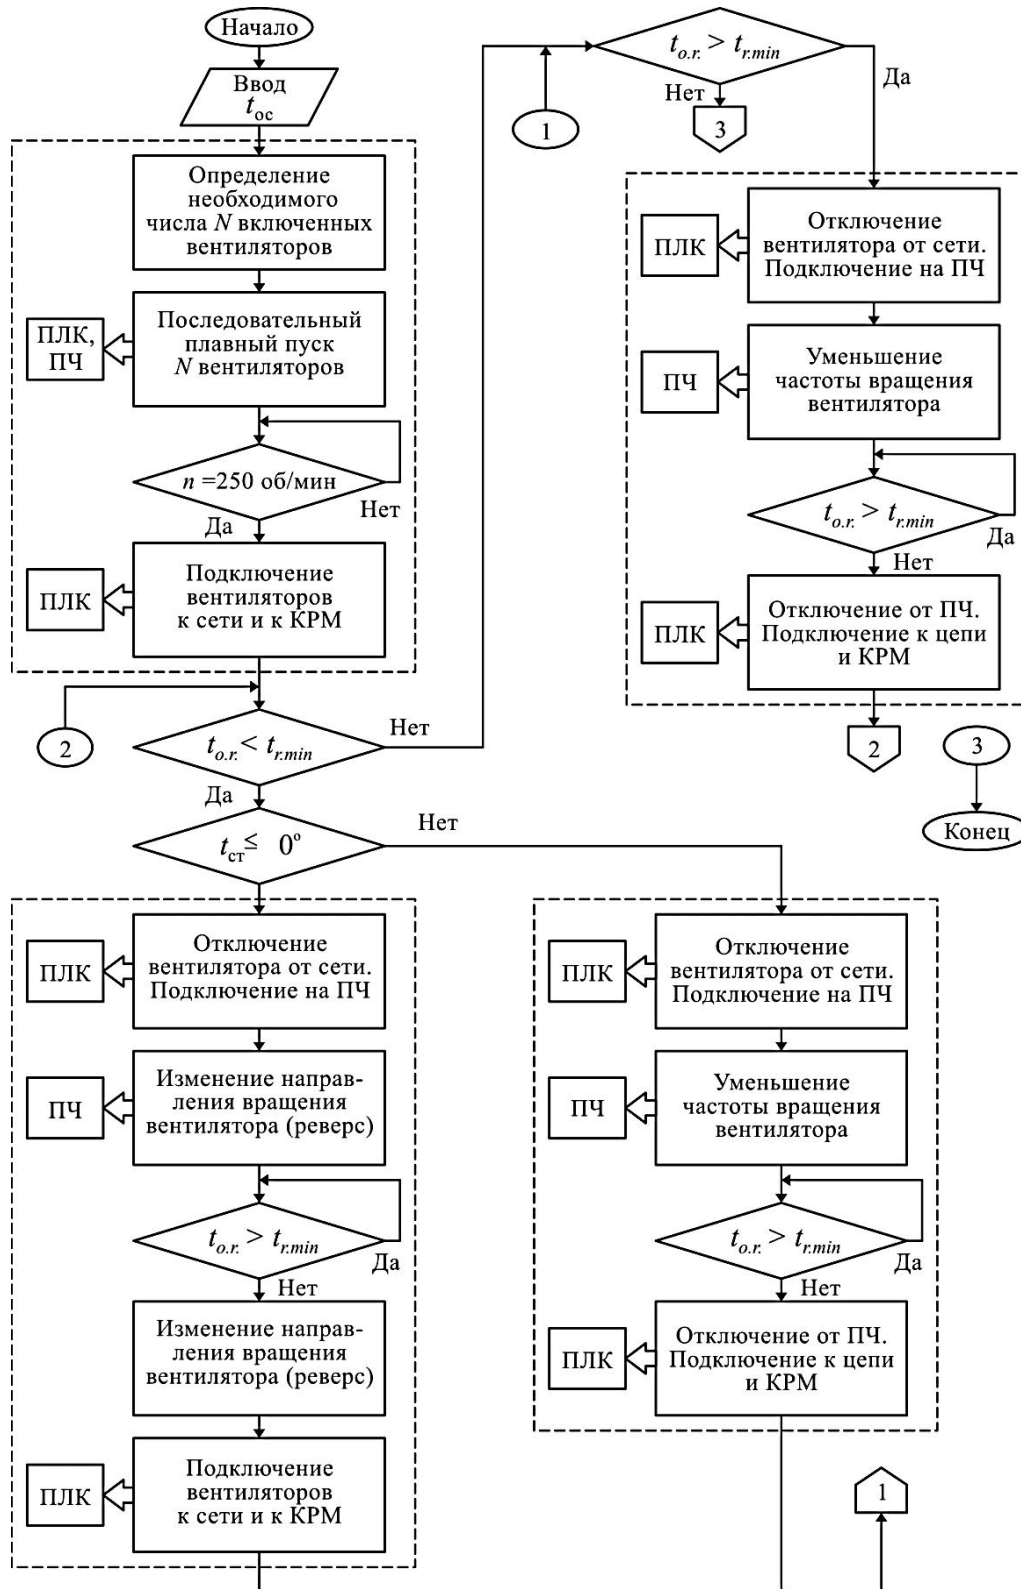 Начало
Ввод
tос
Определение
необходимого
числа N включенных
вентиляторов
ПЛК,
ПЧ
Последовательный
плавный пуск
N вентиляторов
n =250 об/мин
Нет
Да
ПЛК
Подключение
вентиляторов
к сети и к КРМ
2
to.r. < tr.min
Нет
Да
tст ≤ 0°
Нет
ПЛК
Отключение
вентилятора от сети.
Подключение на ПЧ
ПЧ
Изменение направ-
ления вращения
вентилятора (реверс)
to.r. > tr.min
Да
Нет
Изменение направ-
ления вращения
вентилятора (реверс)
ПЛК
Подключение
вентиляторов
к сети и к КРМ
to.r. > tr.min
Да
Нет
1
3
ПЛК
Отключение
вентилятора от сети.
Подключение на ПЧ
ПЧ
Уменьшение
частоты вращения
вентилятора
to.r. > tr.min
Да
Нет
ПЛК
Отключение от ПЧ.
Подключение к цепи
и КРМ
2
3
Конец
ПЛК
Отключение
вентилятора от сети.
Подключение на ПЧ
ПЧ
Уменьшение
частоты вращения
вентилятора
to.r. > tr.min
Да
Нет
ПЛК
Отключение от ПЧ.
Подключение к цепи
и КРМ
1